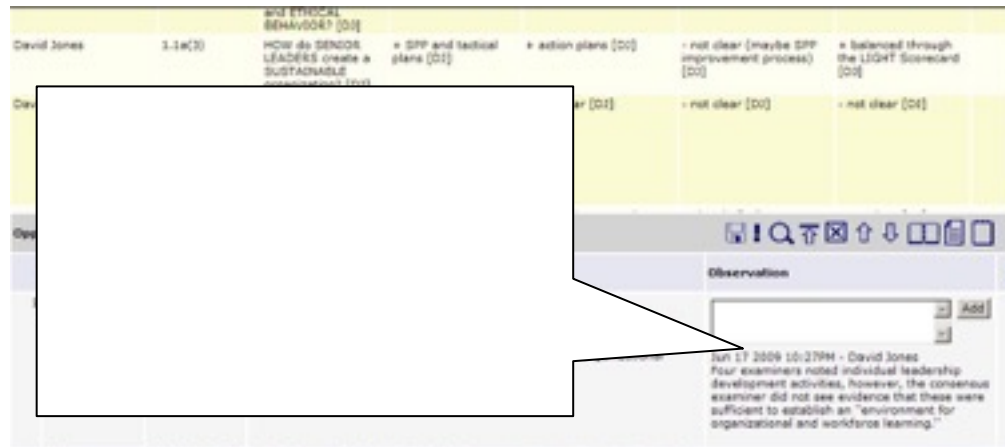 and ETHICAL
BEHAVIOR? [DJ]
David Jones
1.1a(3)
HOW do SENIOR
LEADERS create a
SUSTAINABLE
organization? [DJ]
+ SPP and tactical
plans [DJ]
+ action plans [DJ]
- not clear (maybe SPP
improvement process)
[DJ]
+ balanced through
the LIGHT Scorecard
[DJ]
- not clear [DJ]
- not clear [DJ]
Observation
Add
Jun 17 2009 10:27PM - David Jones
Four examiners noted individual leadership
development activities, however, the consensus
examiner did not see evidence that these were
sufficient to establish an "environment for
organizational and workforce learning."